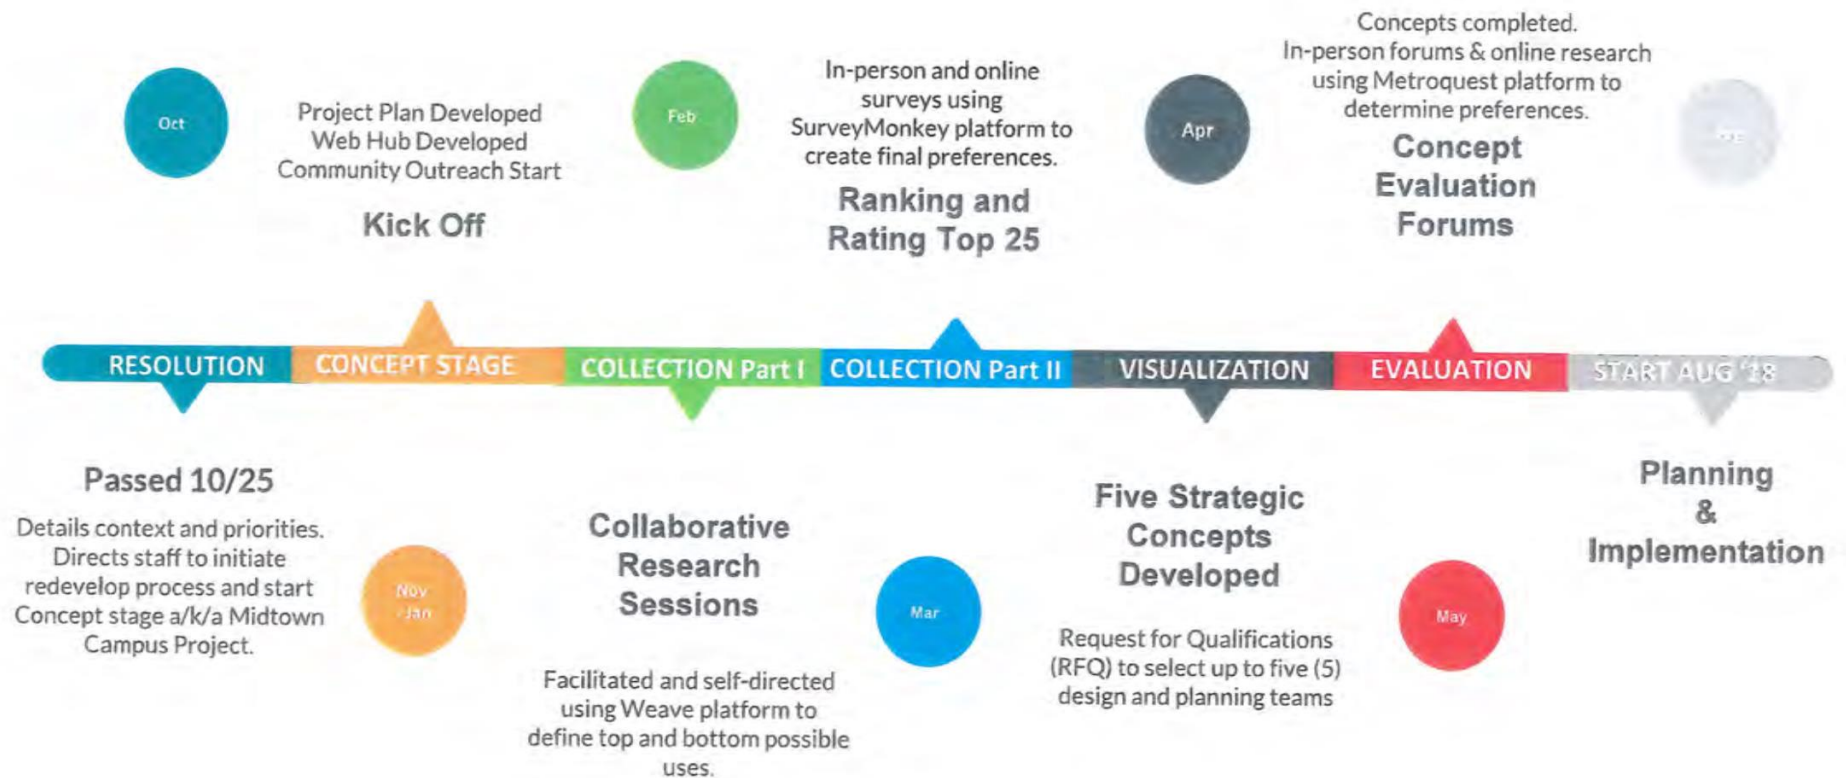 Oct
Project Plan Developed
Web Hub Developed
Community Outreach Start
Kick Off
Feb
In-person and online
surveys using
SurveyMonkey platform to
create final preferences.
Ranking and
Rating Top 25
Apr
Concepts completed.
In-person forums & online research
using Metroquest platform to
determine preferences.
Concept
Evaluation
Forums
RESOLUTION
CONCEPT STAGE
COLLECTION Part I
COLLECTION Part II
VISUALIZATION
EVALUATION
START AUG '18
Passed 10/25
Details context and priorities.
Directs staff to initiate
redevelop process and start
Concept stage a/k/a Midtown
Campus Project.
Nov
-Jan
Collaborative
Research
Sessions
Facilitated and self-directed
using Weave platform to
define top and bottom possible
uses.
Mar
Five Strategic
Concepts
Developed
Request for Qualifications
(RFQ) to select up to five (5)
design and planning teams
May
Planning
&
Implementation